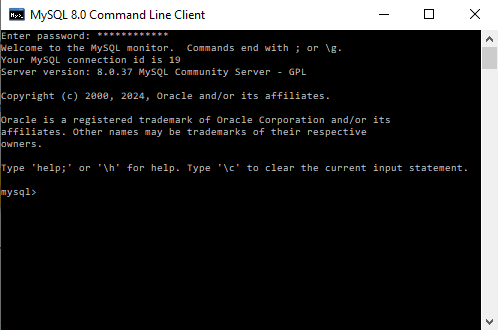 MySQL 8.0 Command Line Client
Enter password: ************
Welcome to the MySQL monitor.  Commands end with ; or \g.
Your MySQL connection id is 19
Server version: 8.0.37 MySQL Community Server - GPL
Copyright (c) 2000, 2024, Oracle and/or its affiliates.
Oracle is a registered trademark of Oracle Corporation and/or its
affiliates. Other names may be trademarks of their respective
owners.
Type 'help;' or '\h' for help. Type '\c' to clear the current input statement.
mysql>